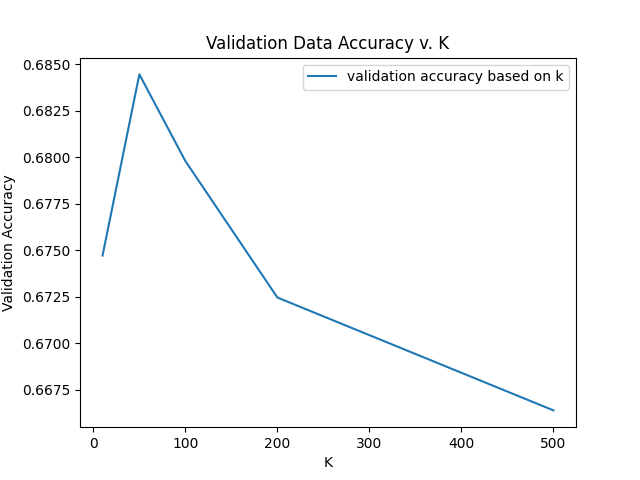 Validation Data Accuracy v. K
validation accuracy based on k
Validation Accuracy
0.6850
0.6825
0.6800
0.6775
0.6750
0.6725
0.6700
0.6675
0 100 200 300 400 500
K